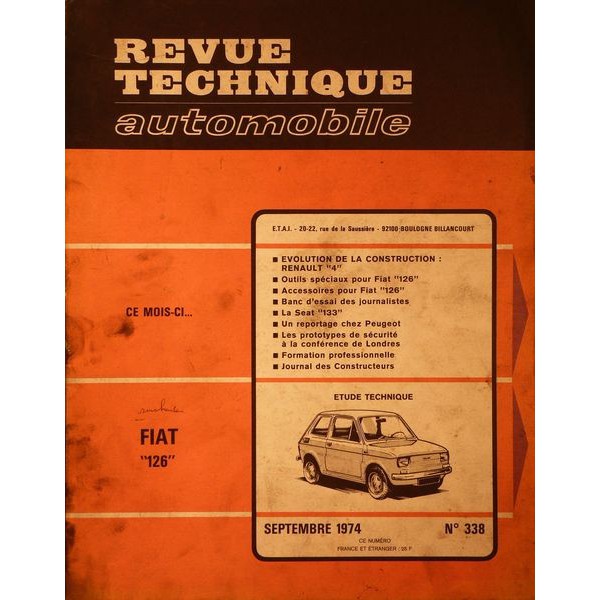 REVUE
TECHNIQUE
automobile
E.T.A.I. - 20-22, rue de la Saussière - 92100 BOULOGNE BILLANCOURT
CE MOIS-CI...
■ EVOLUTION DE LA CONSTRUCTION :
RENAULT "4"
■ Outils spéciaux pour Fiat "126"
■ Accessoires pour Fiat "126"
■ Banc d'essai des journalistes
■ La Seat "133"
■ Un reportage chez Peugeot
■ Les prototypes de sécurité
à la conférence de Londres
■ Formation professionnelle
■ Journal des Constructeurs
FIAT
"126"
ETUDE TECHNIQUE
SEPTEMBRE 1974 N° 338
CE NUMÉRO
FRANCE ET ETRANGER : 28 F